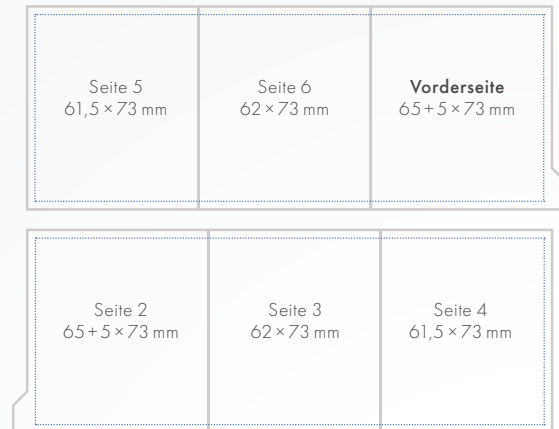 Seite 5
61,5 × 73 mm
Seite 6
62 × 73 mm
Vorderseite
65 + 5 × 73 mm
Seite 2
65 + 5 × 73 mm
Seite 3
62 × 73 mm
Seite 4
61,5 × 73 mm